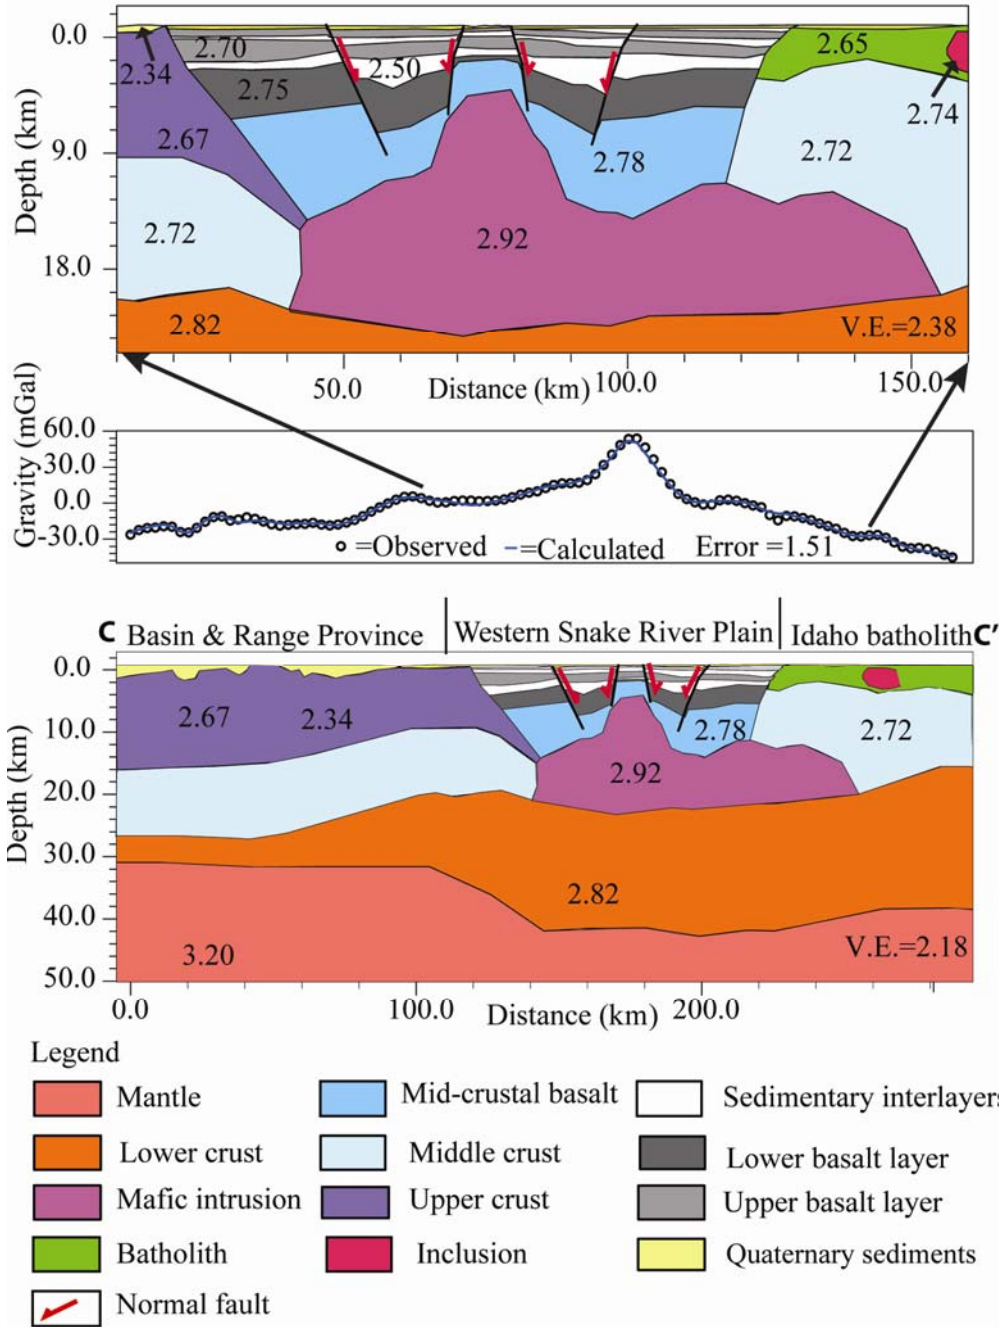 0.0
9.0
18.0
Depth (km)
2.34
2.70
2.75
2.50
2.67
2.72
2.78
2.92
2.65
2.74
2.72
2.82
V.E.=2.38
50.0
Distance (km)
100.0
150.0
Gravity (mGal)
60.0
30.0
0.0
-30.0
=Observed
=Calculated
Error =1.51
C Basin & Range Province
Western Snake River Plain
Idaho batholith C'
0.0
10.0
20.0
30.0
40.0
50.0
Depth (km)
2.67
2.34
2.92
2.78
2.72
2.82
3.20
V.E.=2.18
0.0
100.0
Distance (km)
200.0
Legend
Mantle
Mid-crustal basalt
Sedimentary interlayers
Lower crust
Middle crust
Lower basalt layer
Mafic intrusion
Upper crust
Upper basalt layer
Batholith
Inclusion
Quaternary sediments
Normal fault